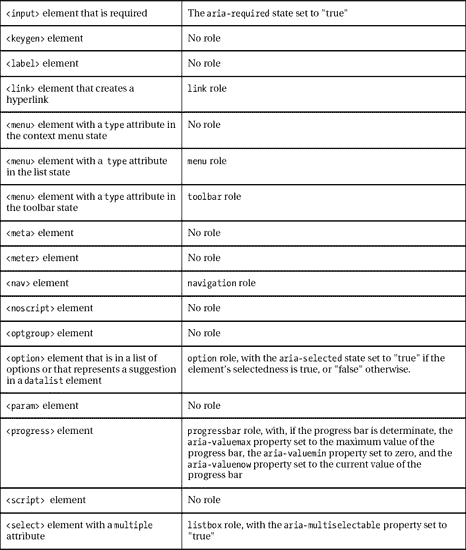 <input> element that is required
The aria-required state set to "true"
<keygen> element
No role
<label> element
No role
<link> element that creates a
hyperlink
link role
<menu> element with a type attribute in
the context menu state
No role
<menu> element with a type attribute
in the list state
menu role
<menu> element with a type attribute in
the toolbar state
toolbar role
<meta> element
No role
<meter> element
No role
<nav> element
navigation role
<noscript> element
No role
<optgroup> element
No role
<option> element that is in a list of
options or that represents a suggestion
in a datalist element
option role, with the aria-selected state set to "true" if the
element's selectedness is true, or "false" otherwise.
<param> element
No role
<progress> element
progressbar role, with, if the progress bar is determinate, the
aria-valuemax property set to the maximum value of the
progress bar, the aria-valuemin property set to zero, and the
aria-valuenow property set to the current value of the
progress bar
<script> element
No role
<select> element with a multiple
attribute
listbox role, with the aria-multiselectable property set to
"true"